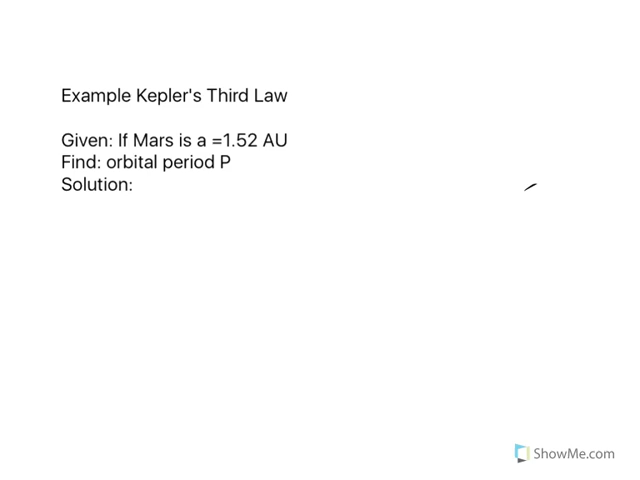 Example Kepler's Third Law
Given: If Mars is a =1.52 AU
Find: orbital period P
Solution:
ShowMe.com